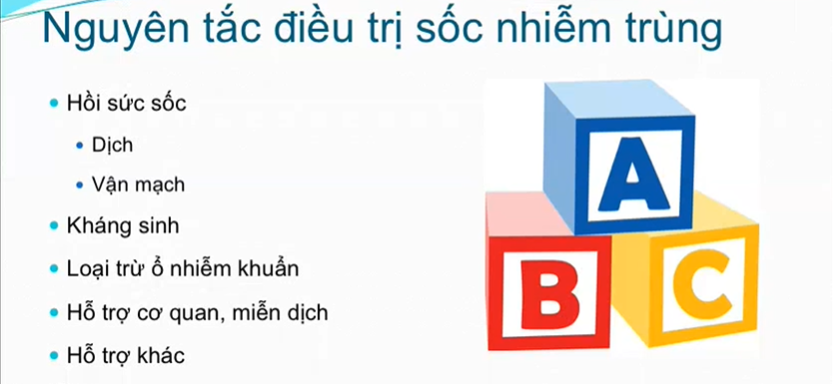 Nguyên tắc điều trị sốc nhiễm trùng
• Hồi sức sốc
• Dịch
• Vận mạch
• Kháng sinh
• Loại trừ ổ nhiễm khuẩn
• Hỗ trợ cơ quan, miễn dịch
• Hỗ trợ khác
A
B C